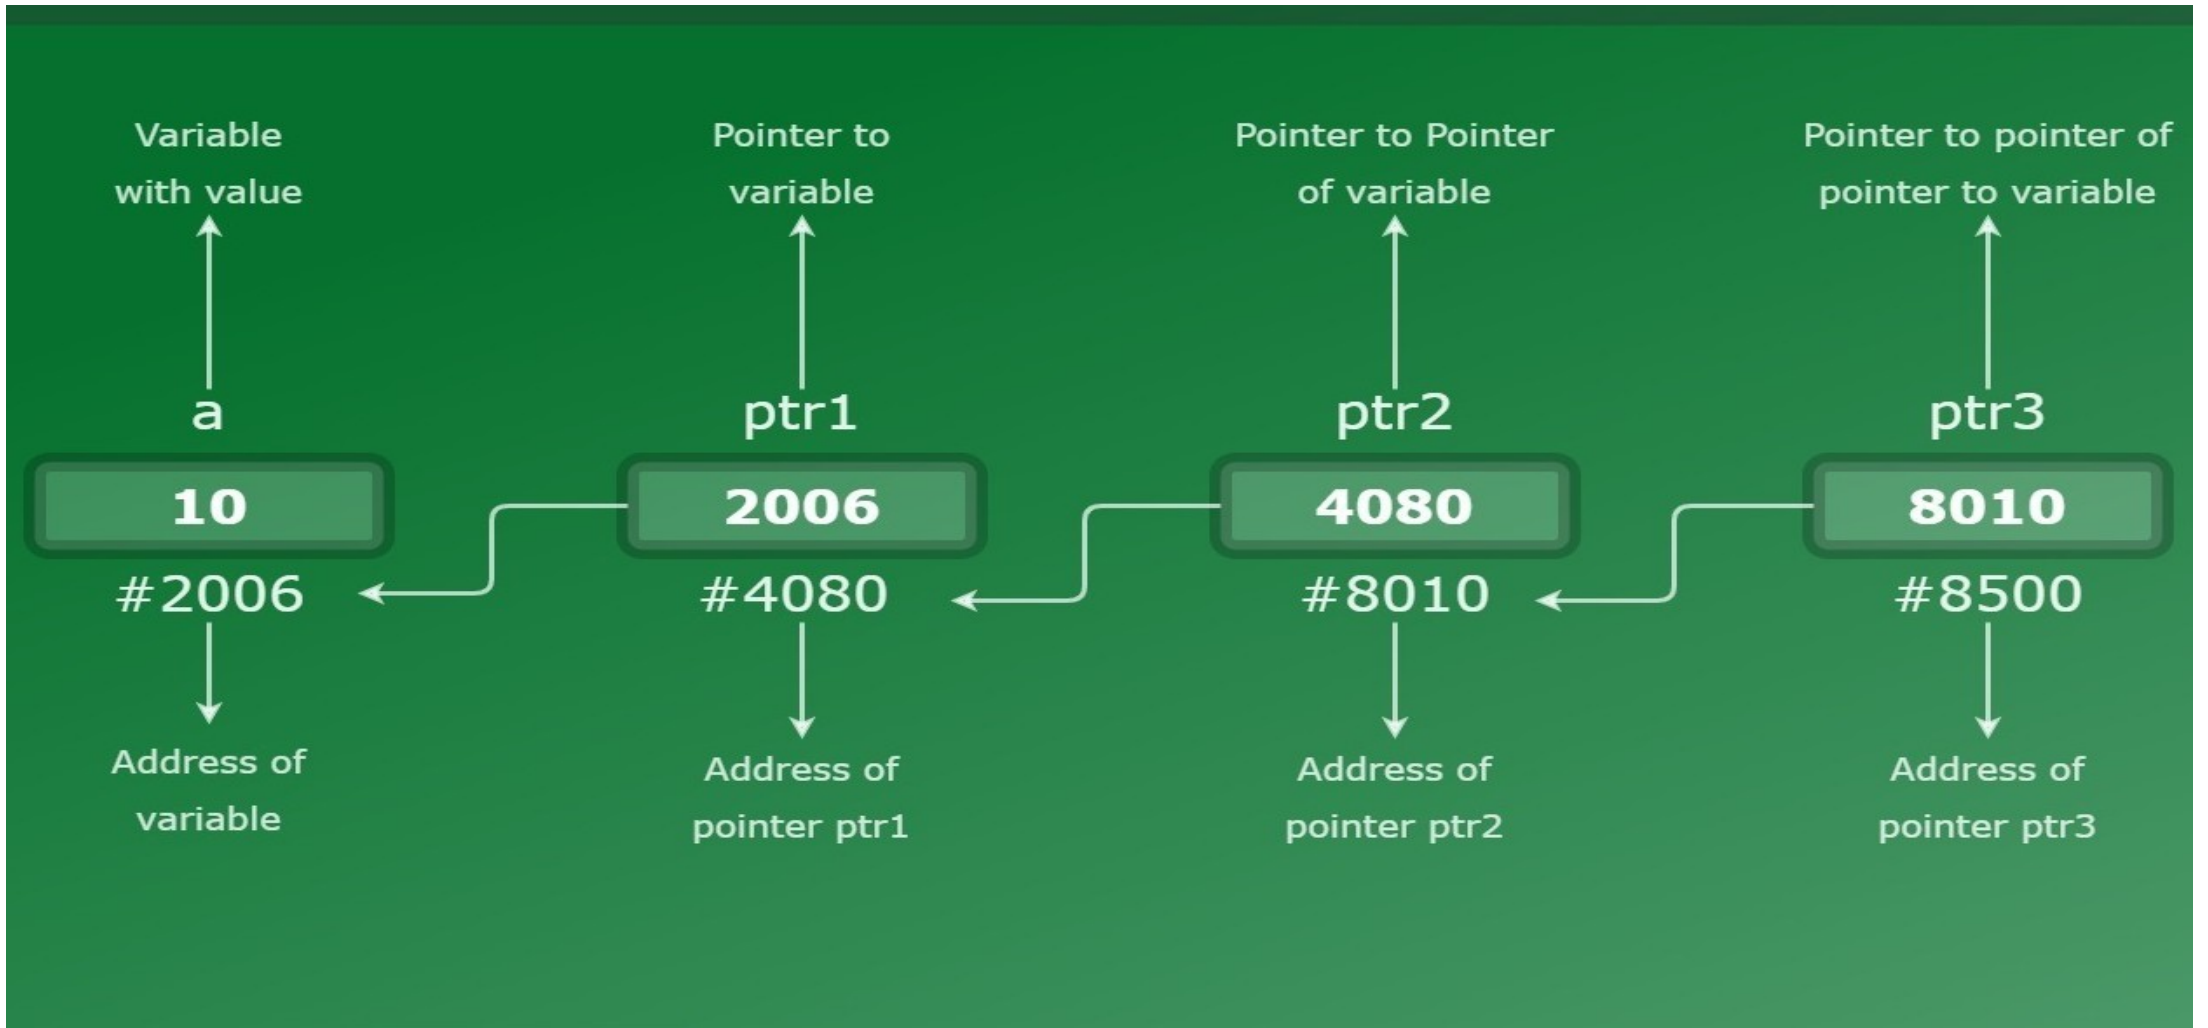 Variable
with value
Pointer to
variable
Pointer to Pointer
of variable
Pointer to pointer of
pointer to variable
a
ptr1
ptr2
ptr3
10
2006
4080
8010
#2006
#4080
#8010
#8500
Address of
variable
Address of
pointer ptr1
Address of
pointer ptr2
Address of
pointer ptr3